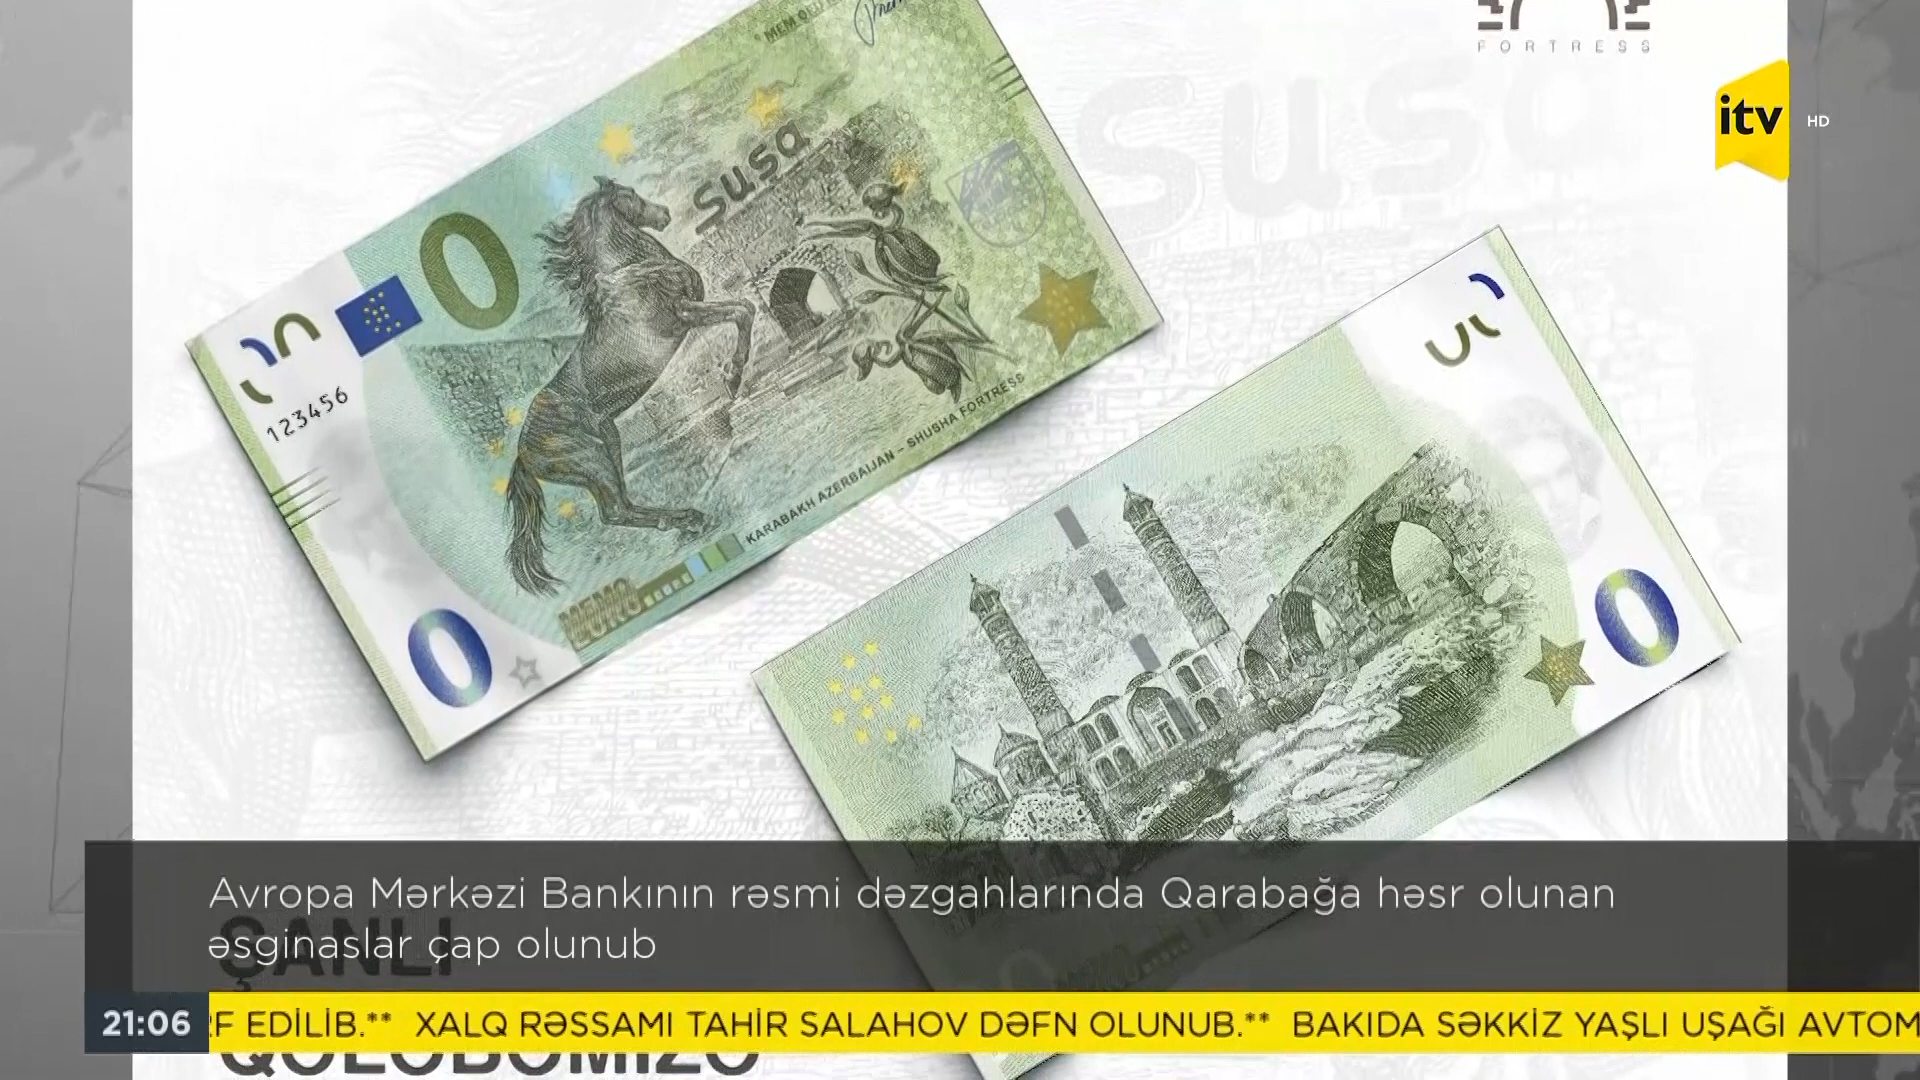 FORTRESS
itv HD
Şuşa
Şuşa
0
123456
KARABAKH AZERBAIJAN – SHUSHA FORTRESS
MEMO
0
0
Avropa Mərkəzi Bankının rəsmi dəzgahlarında Qarabağa həsr olunan
əsginaslar çap olunub
ŞANLI
21:06
F EDİLİB.** XALQ RƏSSAMI TAHİR SALAHOV DƏFN OLUNUB.** BAKIDA SƏKKİZ YAŞLI UŞAĞI AVTOM